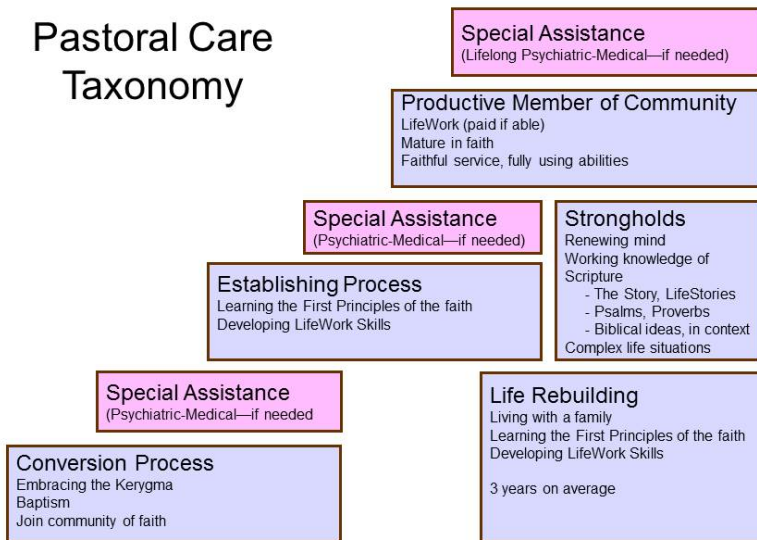 Pastoral Care
Taxonomy
Special Assistance
(Lifelong Psychiatric-Medical—if needed)
Productive Member of Community
LifeWork (paid if able)
Mature in faith
Faithful service, fully using abilities
Special Assistance
(Psychiatric-Medical—if needed)
Strongholds
Renewing mind
Working knowledge of
Scripture
- The Story, LifeStories
- Psalms, Proverbs
- Biblical ideas, in context
Complex life situations
Establishing Process
Learning the First Principles of the faith
Developing LifeWork Skills
Special Assistance
(Psychiatric-Medical—if needed
Life Rebuilding
Living with a family
Learning the First Principles of the faith
Developing LifeWork Skills
3 years on average
Conversion Process
Embracing the Kerygma
Baptism
Join community of faith